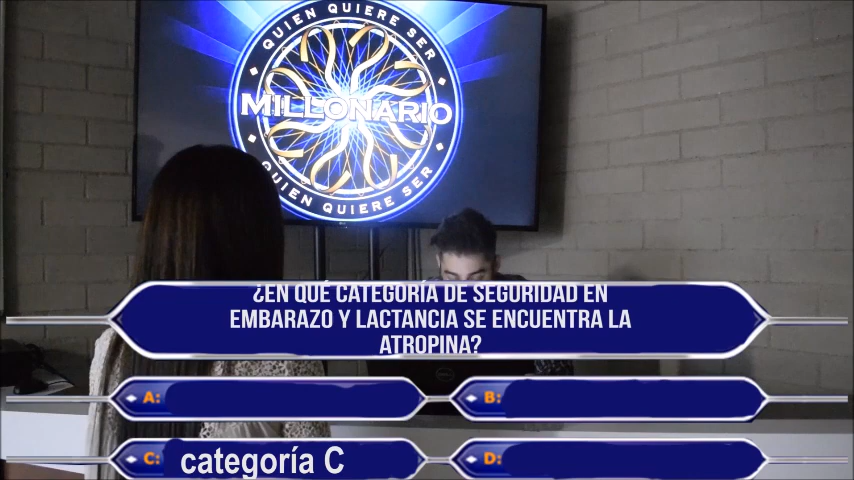 QUIEN QUIERE SER
MILLONARIO
QUIEN QUIERE SER
¿EN QUÉ CATEGORÍA DE SEGURIDAD EN
EMBARAZO Y LACTANCIA SE ENCUENTRA LA
ATROPINA?
A:
B:
C: categoría C
D: